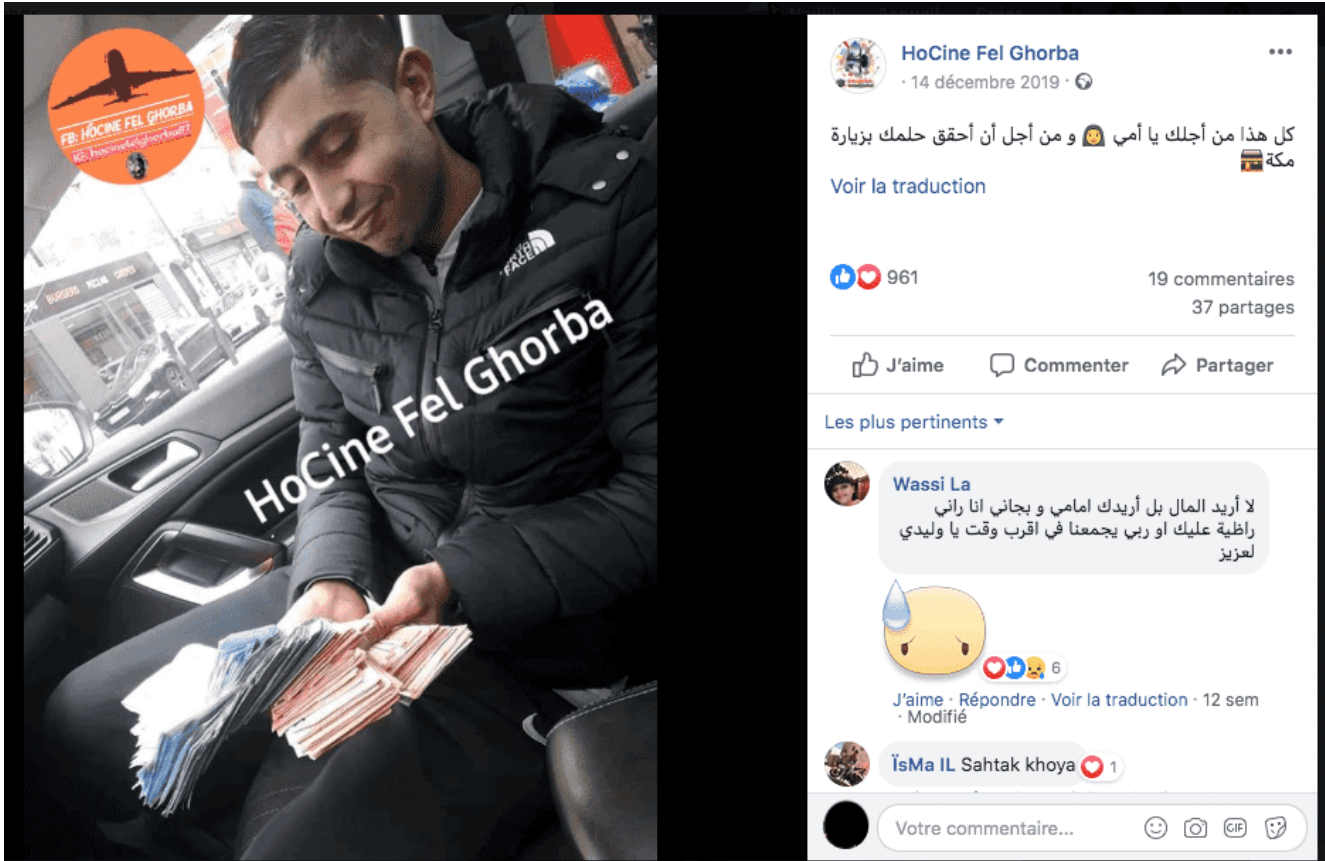 FB: HOCINE FEL GHORBA
IG: hocinefelghorba97
BURGERS PIZZAS CREPES
THE
NORTH
FACE
HoCine Fel Ghorba
HoCine Fel Ghorba
· 14 décembre 2019 ·
كل هذا من أجلك يا أمي 🧕 و من أجل أن أحقق حلمك بزيارة
مكة🕋
Voir la traduction
961
19 commentaires
37 partages
J'aime Commenter Partager
Les plus pertinents
Wassi La
لا أريد المال بل أريدك امامي و بجاني انا راني
راظية عليك او ربي يجمعنا في اقرب وقت يا وليدي
لعزيز
6
J'aime · Répondre · Voir la traduction · 12 sem
· Modifié
ÏsMa IL Sahtak khoya 1
Votre commentaire...
GIF